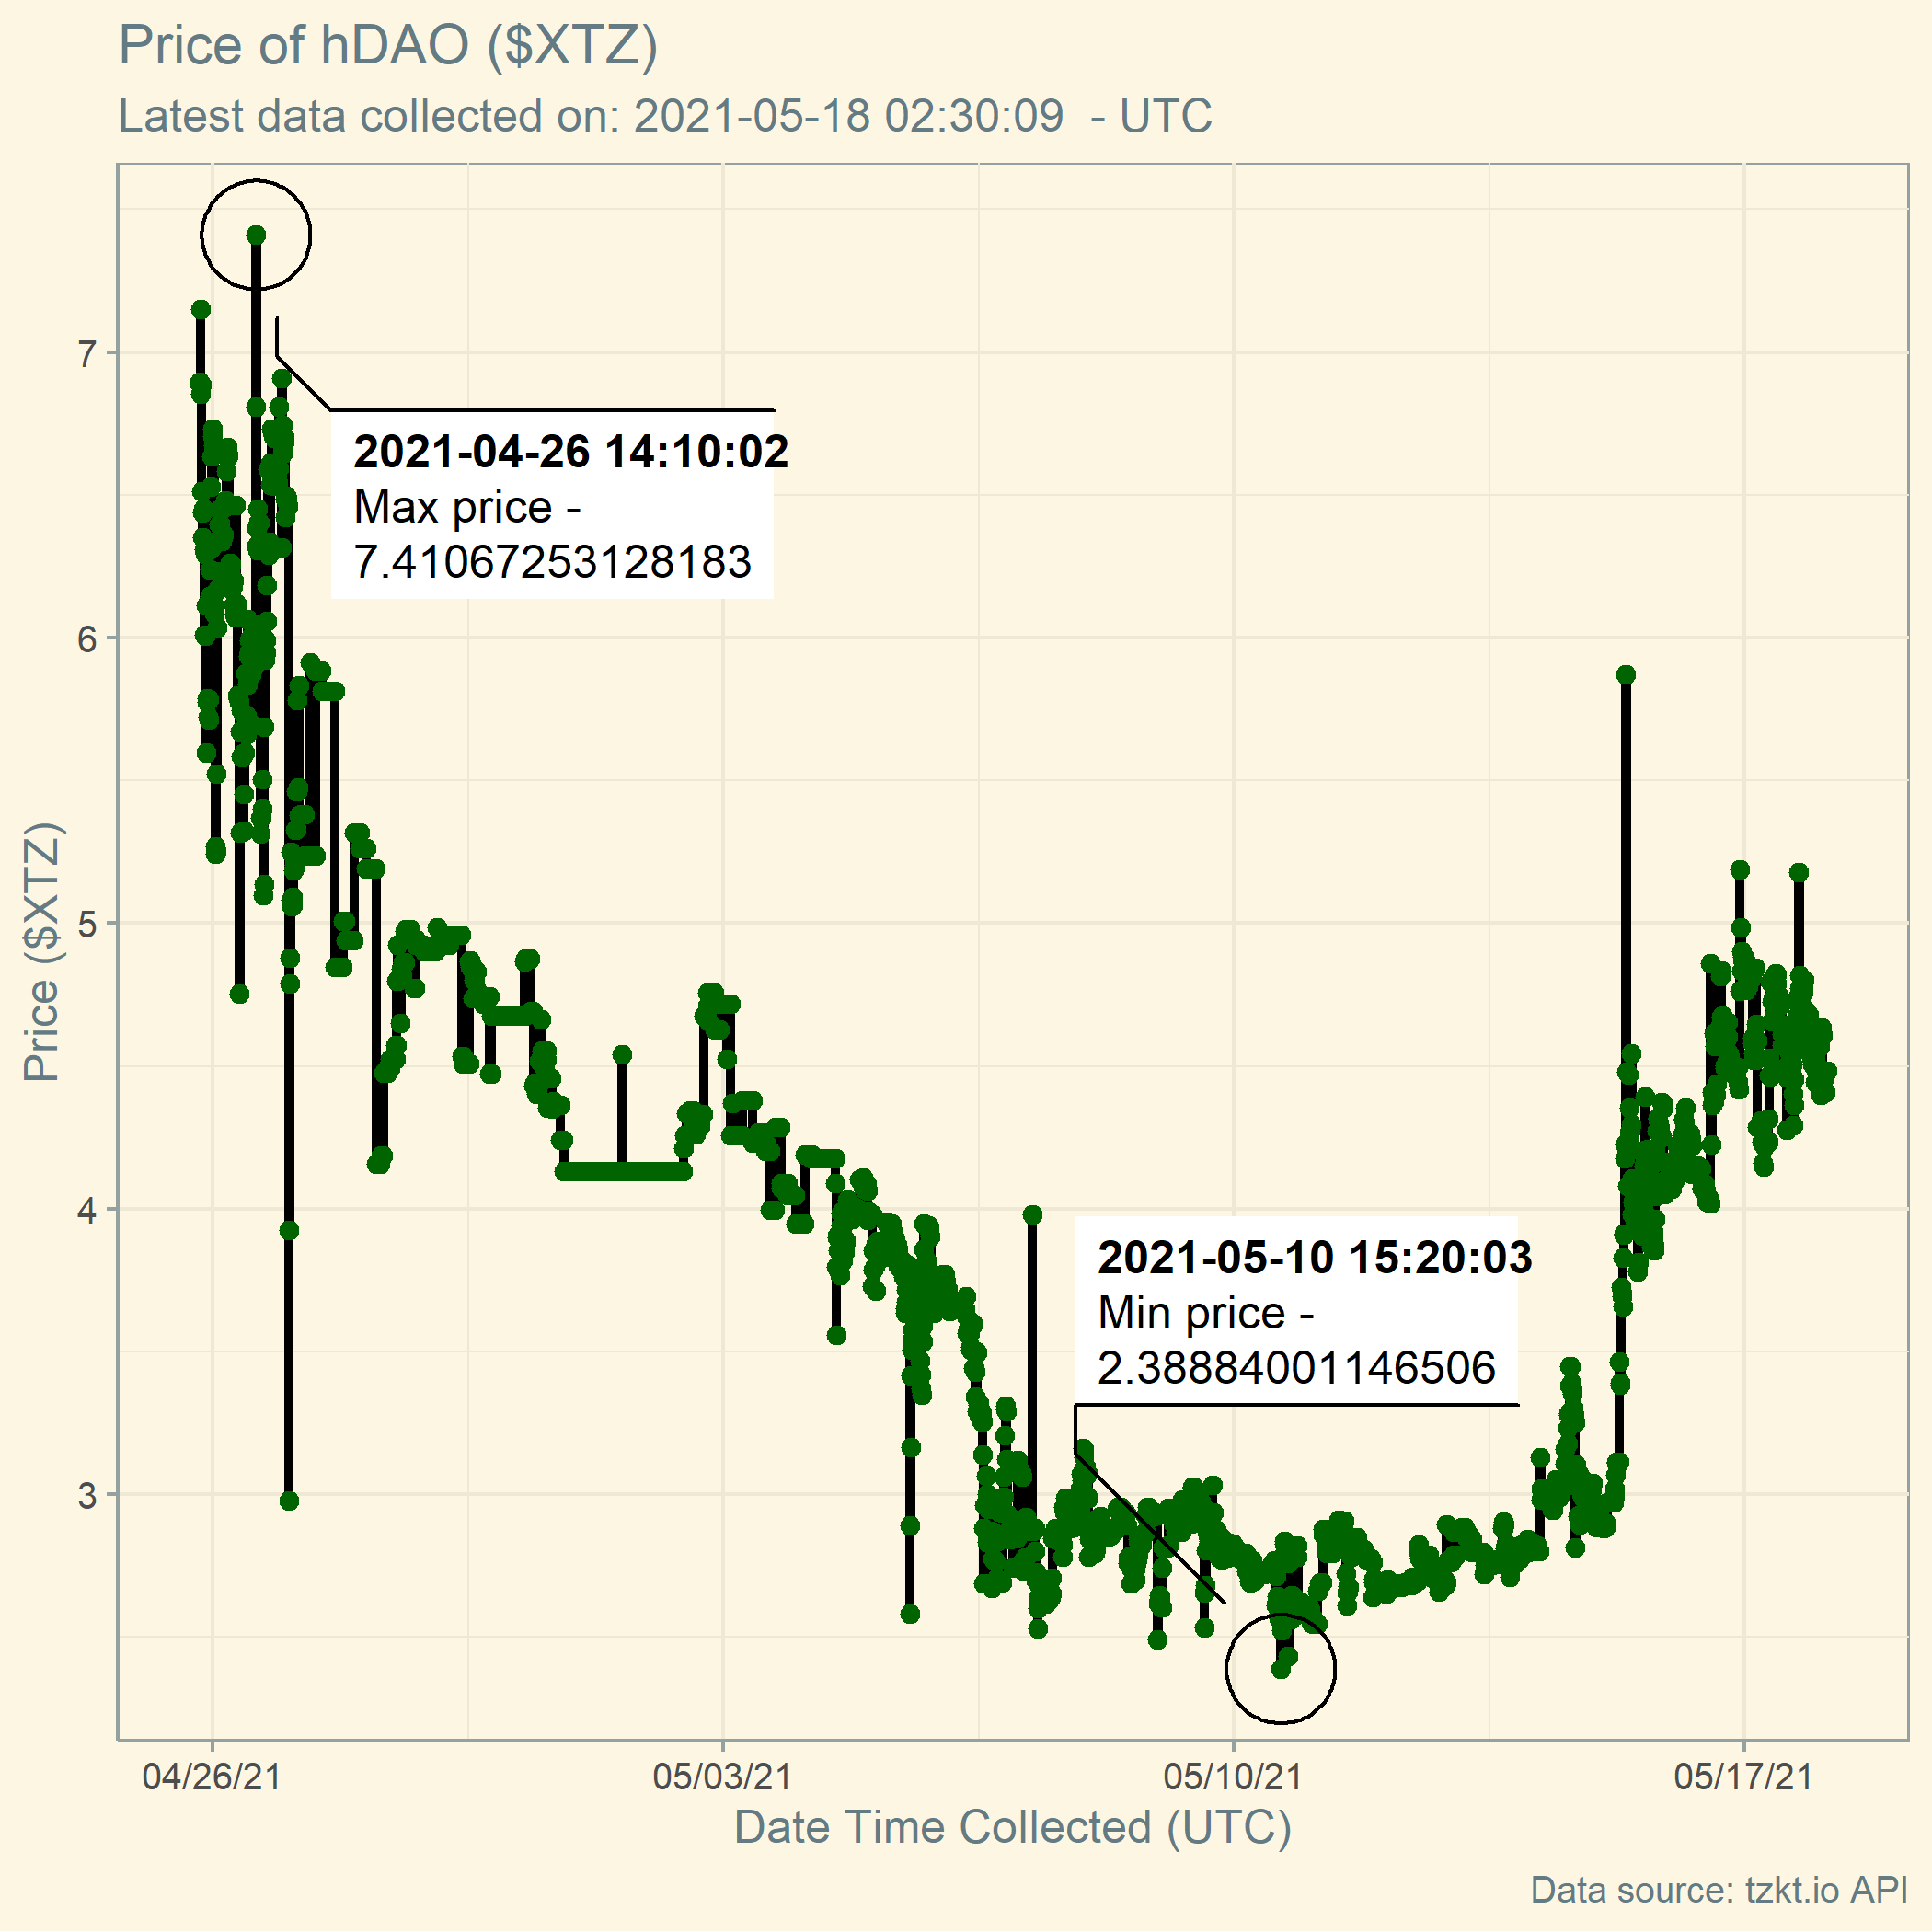 Price of hDAO ($XTZ)
Latest data collected on: 2021-05-18 02:30:09  - UTC
7
6
5
4
3
Price ($XTZ)
2021-04-26 14:10:02
Max price -
7.41067253128183
2021-05-10 15:20:03
Min price -
2.38884001146506
04/26/21
05/03/21
05/10/21
05/17/21
Date Time Collected (UTC)
Data source: tzkt.io API